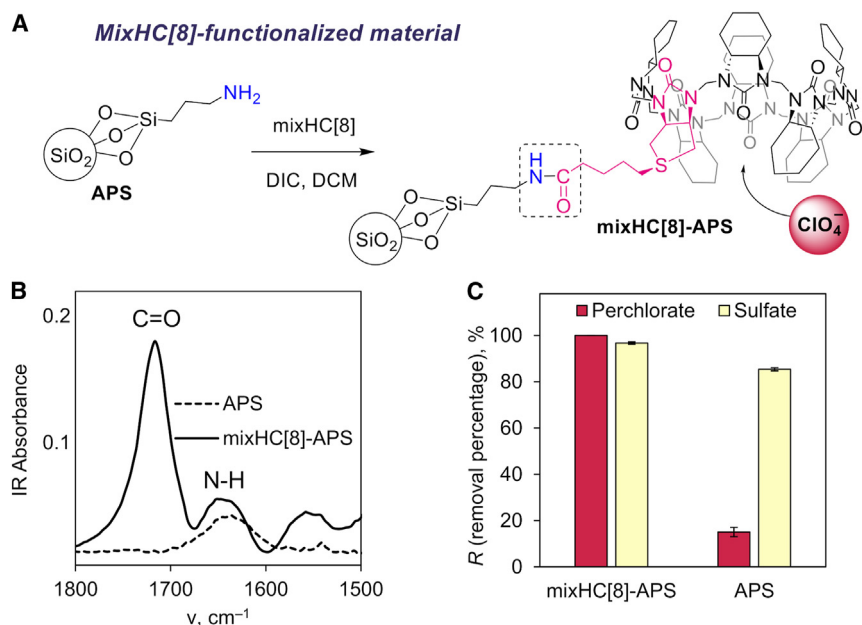 A
MixHC[8]-functionalized material
NH2
O
O
O
Si
SiO2
APS
mixHC[8]
DIC, DCM
O
O
O
Si
SiO2
H
N
C
O
S
O
N
N
O
N
N
O
N
N
O
N
N
O
N
O
O
mixHC[8]-APS
ClO4−
B
0.2
0.1
IR Absorbance
C=O
N-H
APS
mixHC[8]-APS
1800
1700
1600
1500
ν, cm−1
C
Perchlorate
Sulfate
R (removal percentage), %
100
80
60
40
20
0
mixHC[8]-APS
APS